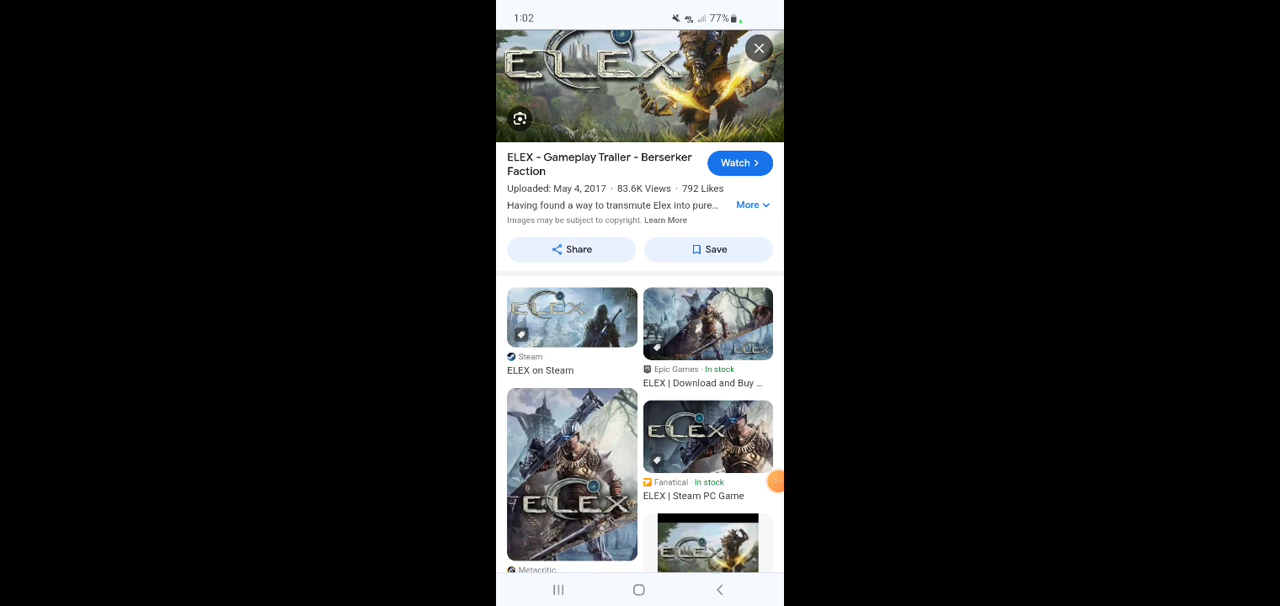 1:02
77%
ELEX
ELEX - Gameplay Trailer - Berserker
Faction
Watch
Uploaded: May 4, 2017 · 83.6K Views · 792 Likes
Having found a way to transmute Elex into pure...
More
Images may be subject to copyright. Learn More
Share
Save
ELEX
Steam
ELEX on Steam
ELEX
Epic Games · In stock
ELEX | Download and Buy ...
ELEX
Metacritic
ELEX
Fanatical · In stock
ELEX | Steam PC Game
ELEX